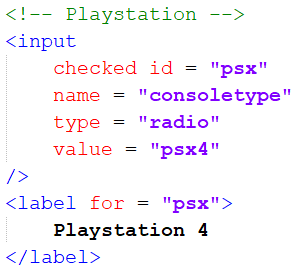 <!-- Playstation -->
<input
checked id = "psx"
name = "consoletype"
type = "radio"
value = "psx4"
/>
<label for = "psx">
Playstation 4
</label>